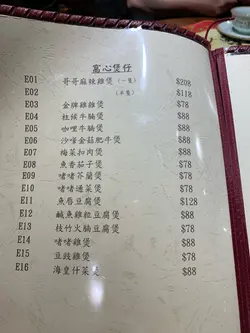 窩心煲仔
E01 哥哥麻辣雞煲 (一隻) $208
E02 (半隻) $118
E03 金牌雞雜煲 $78
E04 柱侯牛腩煲 $88
E05 咖喱牛腩煲 $88
E06 沙嗲金菇肥牛煲 $88
E07 梅菜扣肉煲 $78
E08 魚香茄子煲 $78
E09 啫啫芥蘭煲 $78
E10 啫啫通菜煲 $78
E11 魚唇豆腐煲 $128
E12 鹹魚雞粒豆腐煲 $88
E13 枝竹火腩豆腐煲 $78
E14 啫啫雞煲 $88
E15 豆豉雞煲 $78
E16 海皇什菜煲 $88